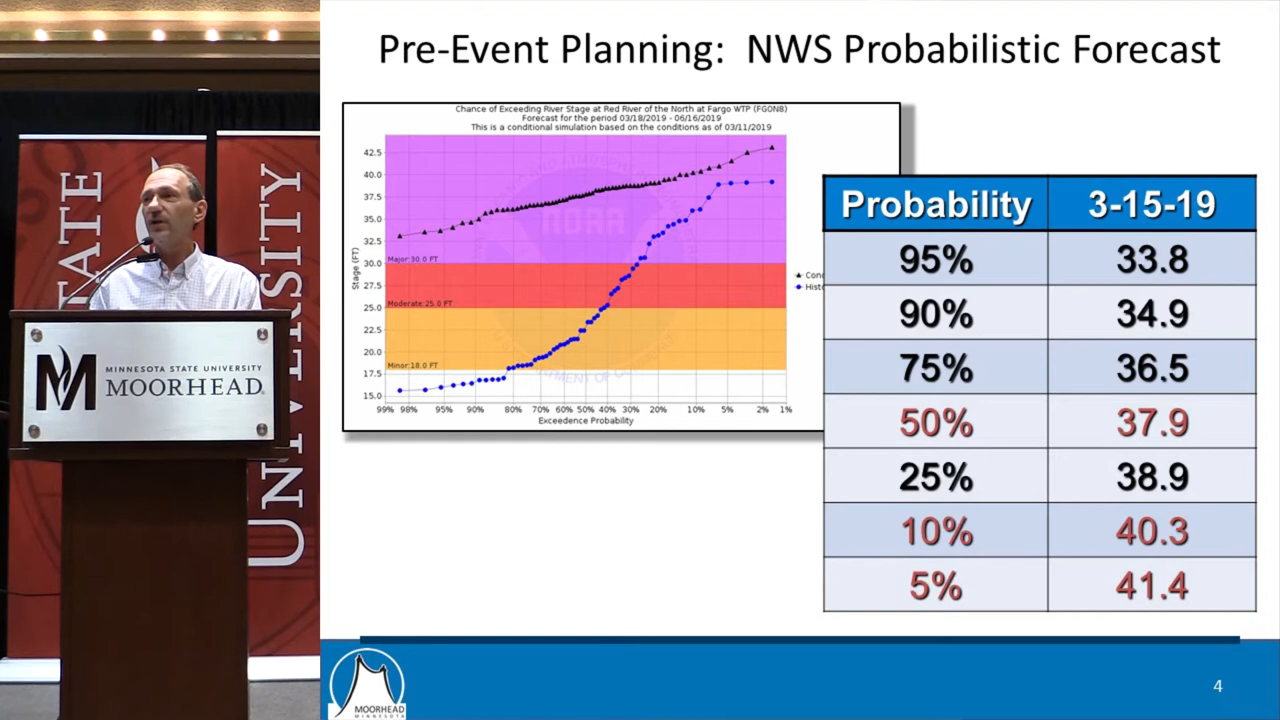 Pre-Event Planning: NWS Probabilistic Forecast
Chance of Exceeding River Stage at Red River of the North at Fargo WTP (FGON8)
Forecast for the period 03/18/2019 - 06/16/2019
This is a conditional simulation based on the conditions as of 03/11/2019
Stage (FT)
42.5
40.0
37.5
35.0
32.5
30.0
27.5
25.0
22.5
20.0
17.5
15.0
Major:30.0 FT
Moderate:25.0 FT
Minor:18.0 FT
NOAA
99% 98% 95% 90% 80% 70% 60% 50% 40% 30% 20% 10% 5% 2% 1%
Exceedence Probability
Probability 3-15-19
95% 33.8
90% 34.9
75% 36.5
50% 37.9
25% 38.9
10% 40.3
5% 41.4
MOORHEAD
MINNESOTA
4
STATE
UNIVERSITY
M MINNESOTA STATE UNIVERSITY
MOORHEAD